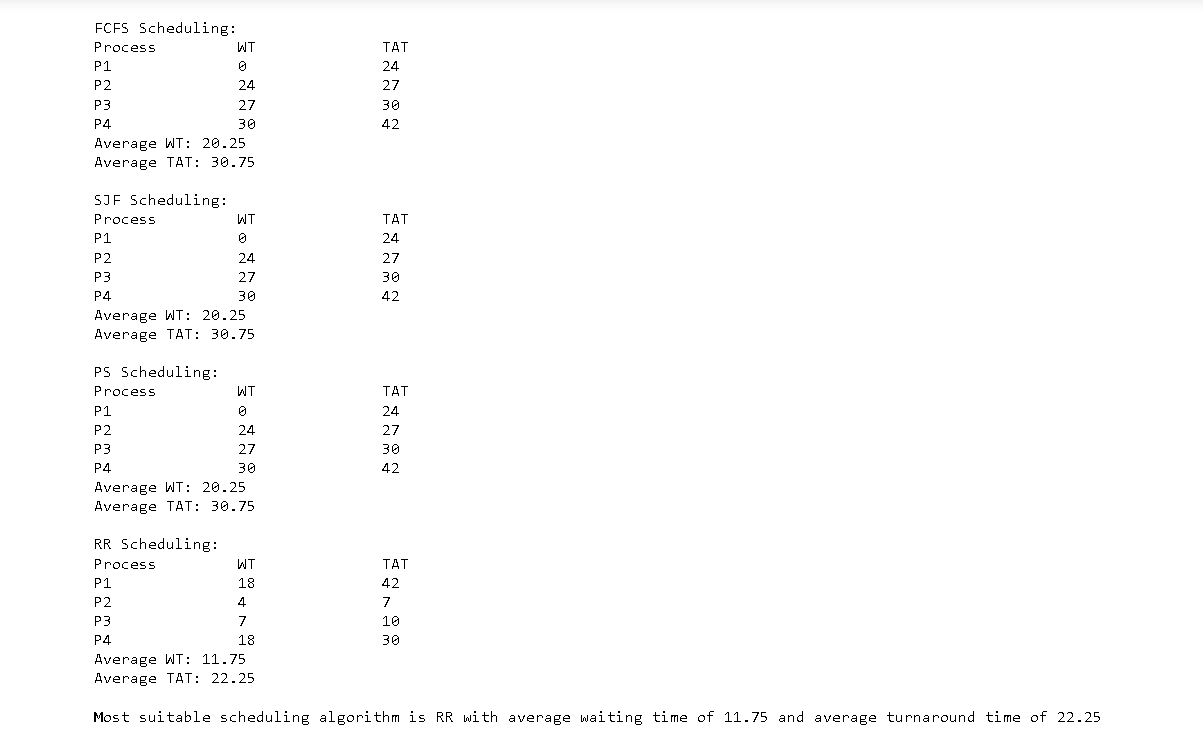 FCFS Scheduling:
Process WT TAT
P1 0 24
P2 24 27
P3 27 30
P4 30 42
Average WT: 20.25
Average TAT: 30.75
SJF Scheduling:
Process WT TAT
P1 0 24
P2 24 27
P3 27 30
P4 30 42
Average WT: 20.25
Average TAT: 30.75
PS Scheduling:
Process WT TAT
P1 0 24
P2 24 27
P3 27 30
P4 30 42
Average WT: 20.25
Average TAT: 30.75
RR Scheduling:
Process WT TAT
P1 18 42
P2 4 7
P3 7 10
P4 18 30
Average WT: 11.75
Average TAT: 22.25
Most suitable scheduling algorithm is RR with average waiting time of 11.75 and average turnaround time of 22.25